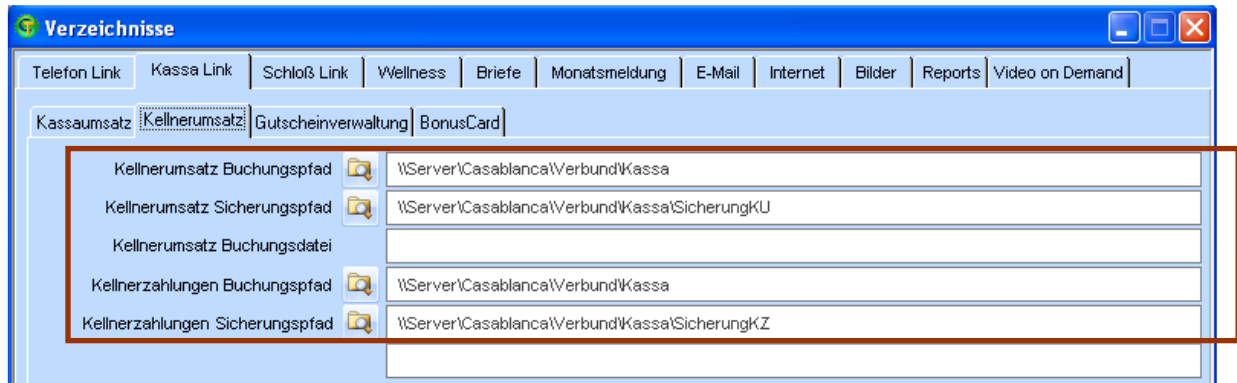 Verzeichnisse
Telefon Link Kassa Link Schloß Link Wellness Briefe Monatsmeldung E-Mail Internet Bilder Reports Video on Demand
Kassaumsatz Kellnerumsatz Gutscheinverwaltung BonusCard
Kellnerumsatz Buchungspfad \\Server\Casablanca\Verbund\Kassa
Kellnerumsatz Sicherungspfad \\Server\Casablanca\Verbund\Kassa\SicherungKU
Kellnerumsatz Buchungsdatei
Kellnerzahlungen Buchungspfad \\Server\Casablanca\Verbund\Kassa
Kellnerzahlungen Sicherungspfad \\Server\Casablanca\Verbund\Kassa\SicherungKZ